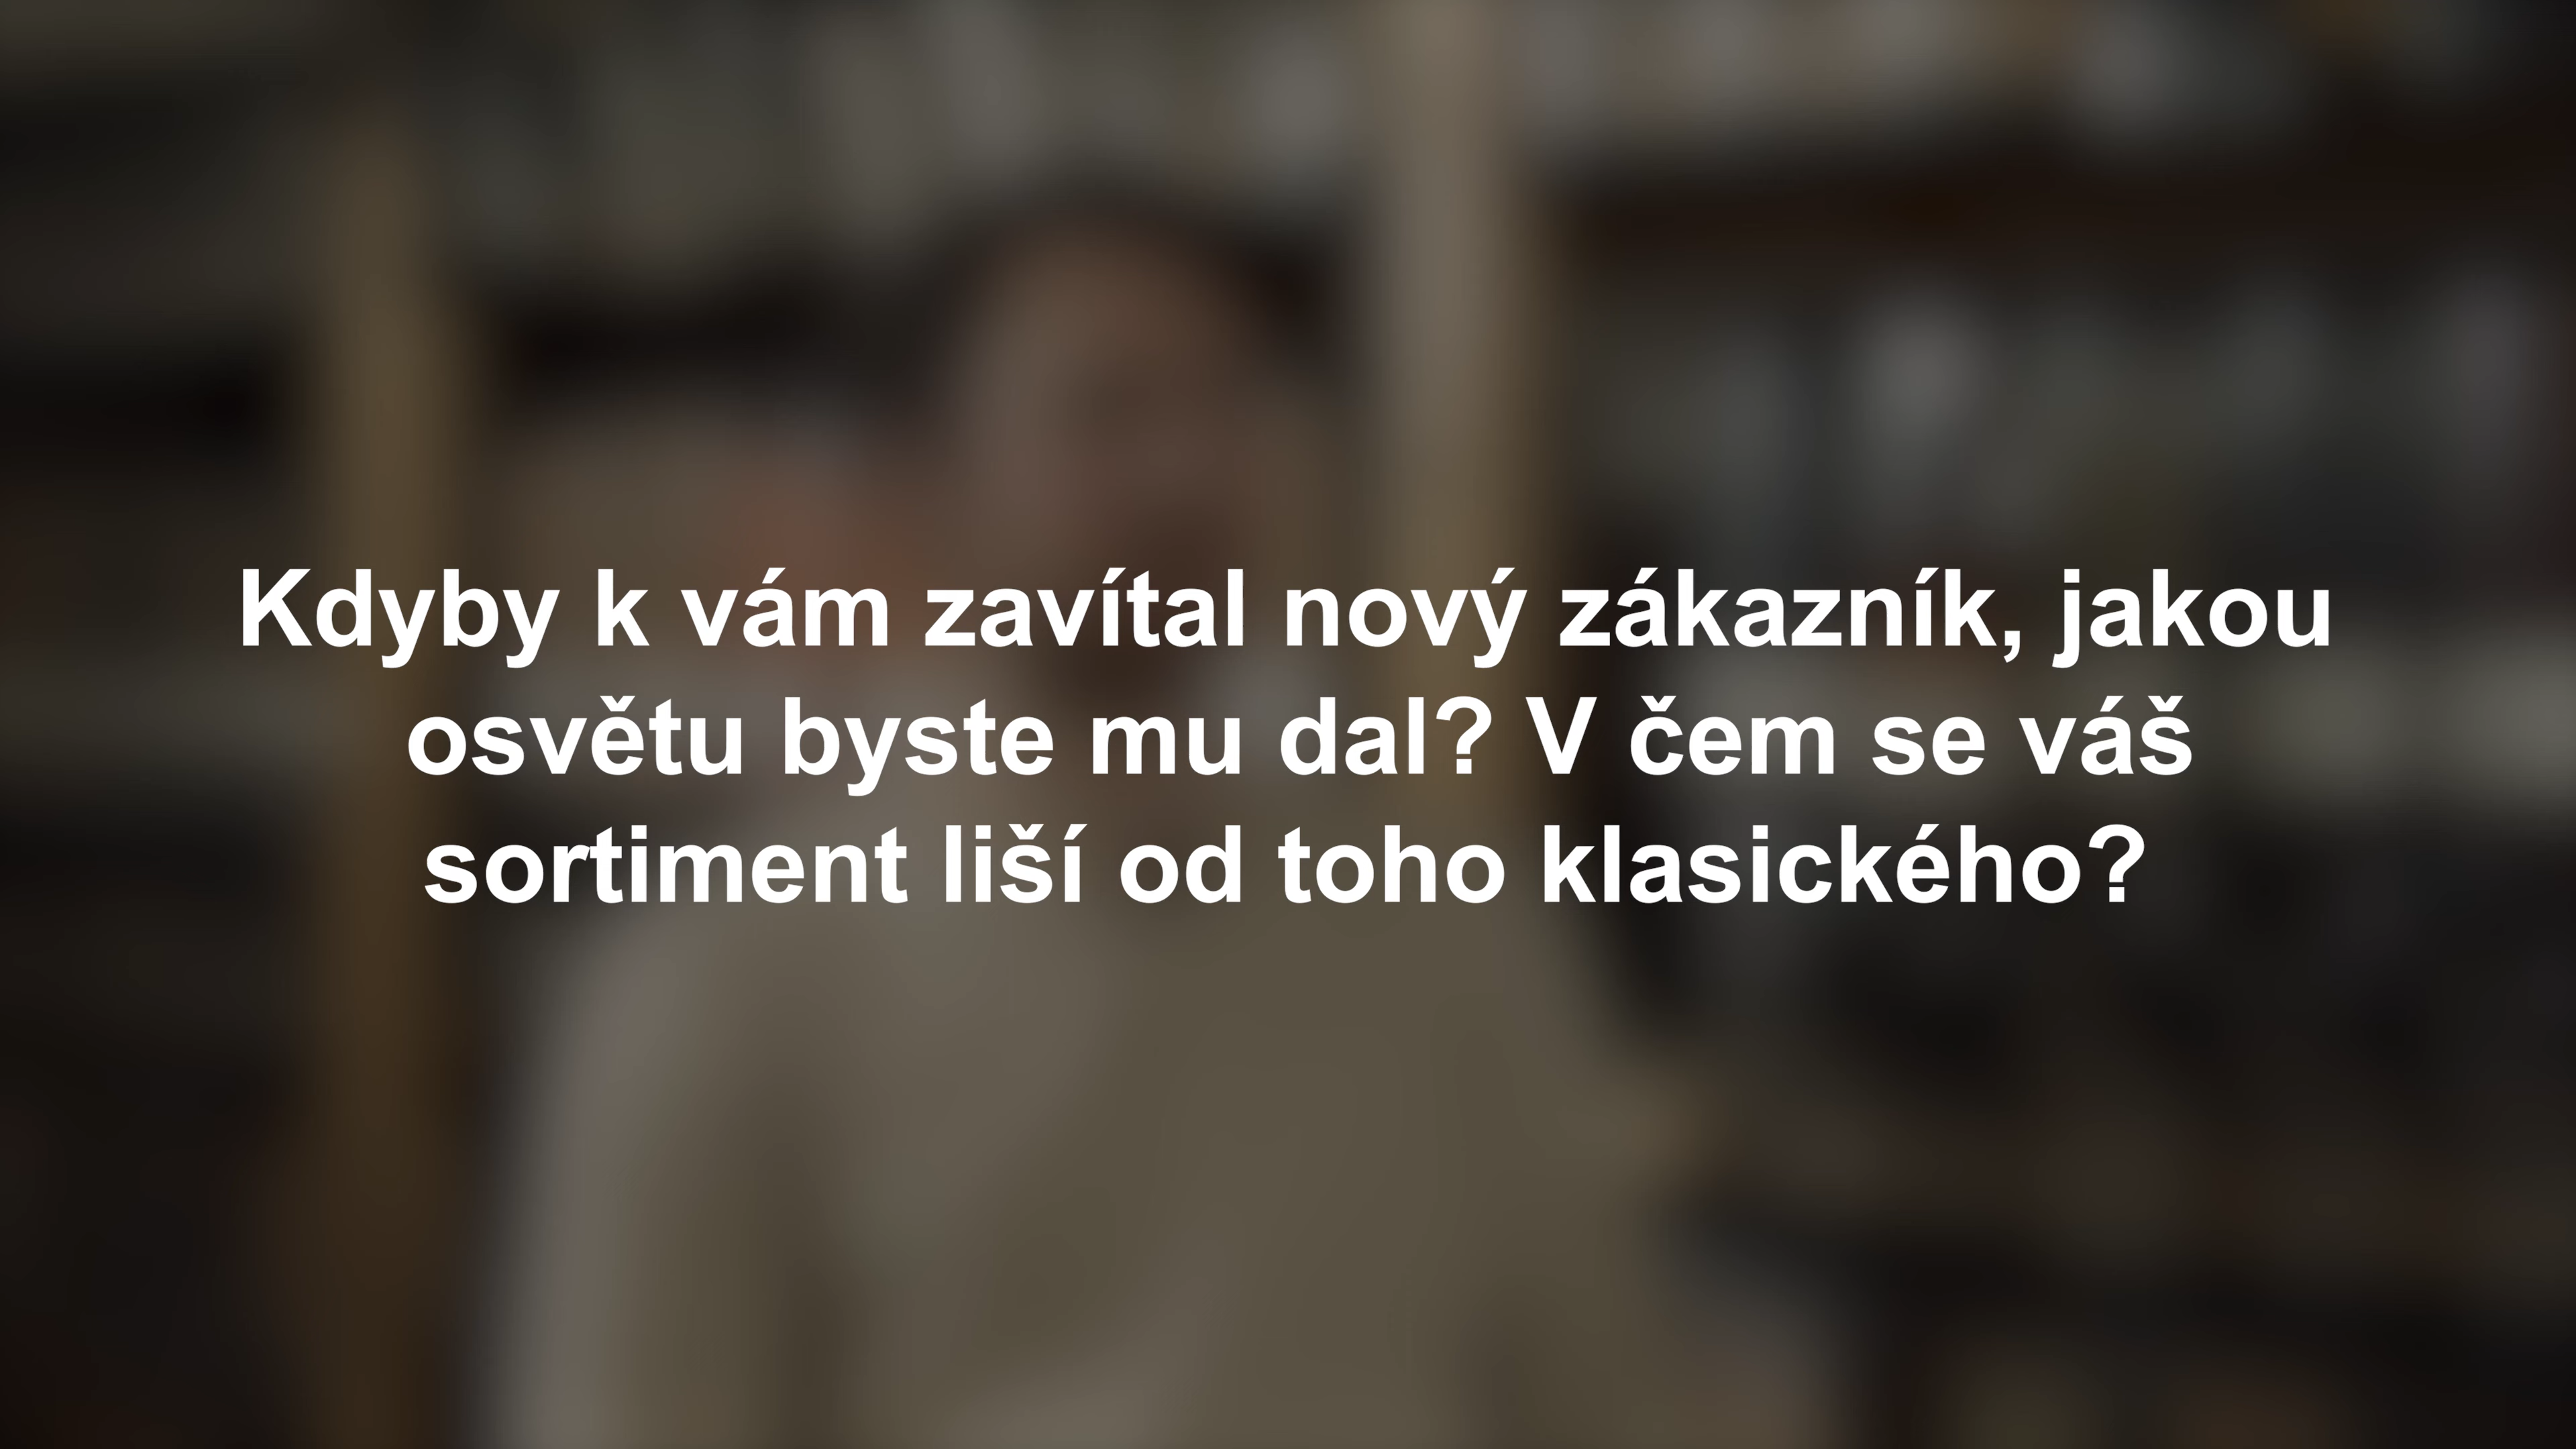 Kdyby k vám zavítal nový zákazník, jakou
osvětu byste mu dal? V čem se váš
sortiment liší od toho klasického?